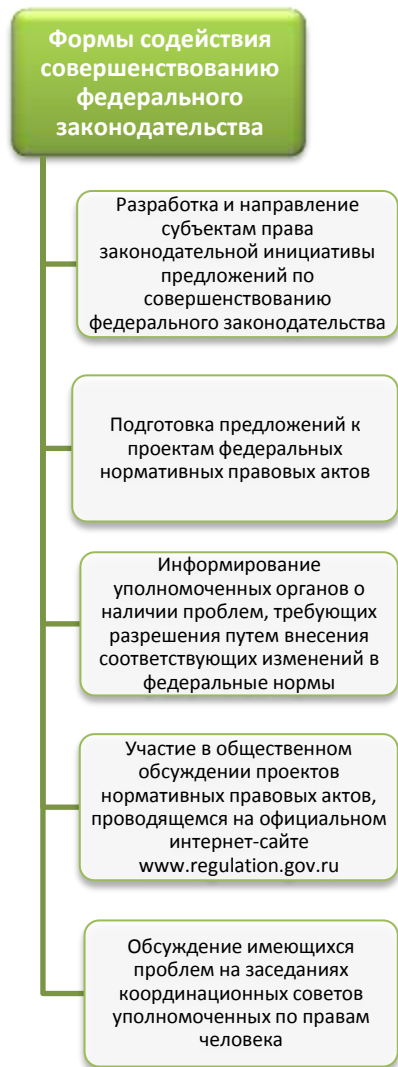 Формы содействия
совершенствованию
федерального
законодательства
Разработка и направление
субъектам права
законодательной инициативы
предложений по
совершенствованию
федерального законодательства
Подготовка предложений к
проектам федеральных
нормативных правовых актов
Информирование
уполномоченных органов о
наличии проблем, требующих
разрешения путем внесения
соответствующих изменений в
федеральные нормы
Участие в общественном
обсуждении проектов
нормативных правовых актов,
проводящемся на официальном
интернет-сайте
www.regulation.gov.ru
Обсуждение имеющихся
проблем на заседаниях
координационных советов
уполномоченных по правам
человека